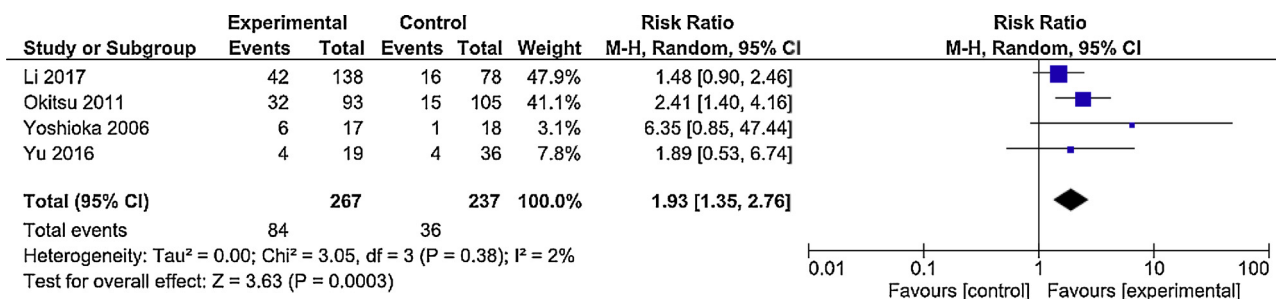 Experimental Control Risk Ratio Risk Ratio
Study or Subgroup Events Total Events Total Weight M-H, Random, 95% CI M-H, Random, 95% CI
Li 2017 42 138 16 78 47.9% 1.48 [0.90, 2.46]
Okitsu 2011 32 93 15 105 41.1% 2.41 [1.40, 4.16]
Yoshioka 2006 6 17 1 18 3.1% 6.35 [0.85, 47.44]
Yu 2016 4 19 4 36 7.8% 1.89 [0.53, 6.74]
Total (95% CI) 267 237 100.0% 1.93 [1.35, 2.76]
Total events 84 36
Heterogeneity: Tau² = 0.00; Chi² = 3.05, df = 3 (P = 0.38); I² = 2%
Test for overall effect: Z = 3.63 (P = 0.0003)
0.01 0.1 1 10 100
Favours [control] Favours [experimental]